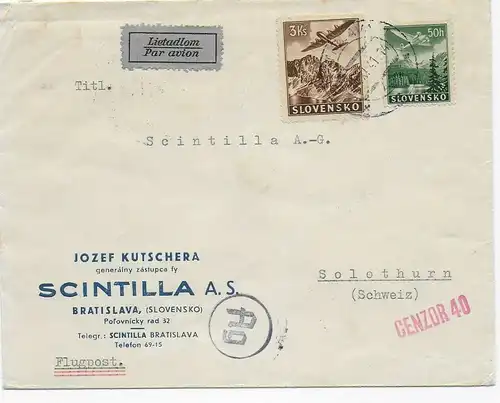 Lietadlom
Par avion
3Ks
SLOVENSKO
50h
SLOVENSKO
Titl.
Scintilla A.-G.
JOZEF KUTSCHERA
generálny zástupca fy
SCINTILLA A. S.
BRATISLAVA, (SLOVENSKO)
Poľovnícky rad 32
Telegr.: SCINTILLA BRATISLAVA
Telefon 69-15
Flugpost.
Solothurn
(Schweiz)
CENZOR 40